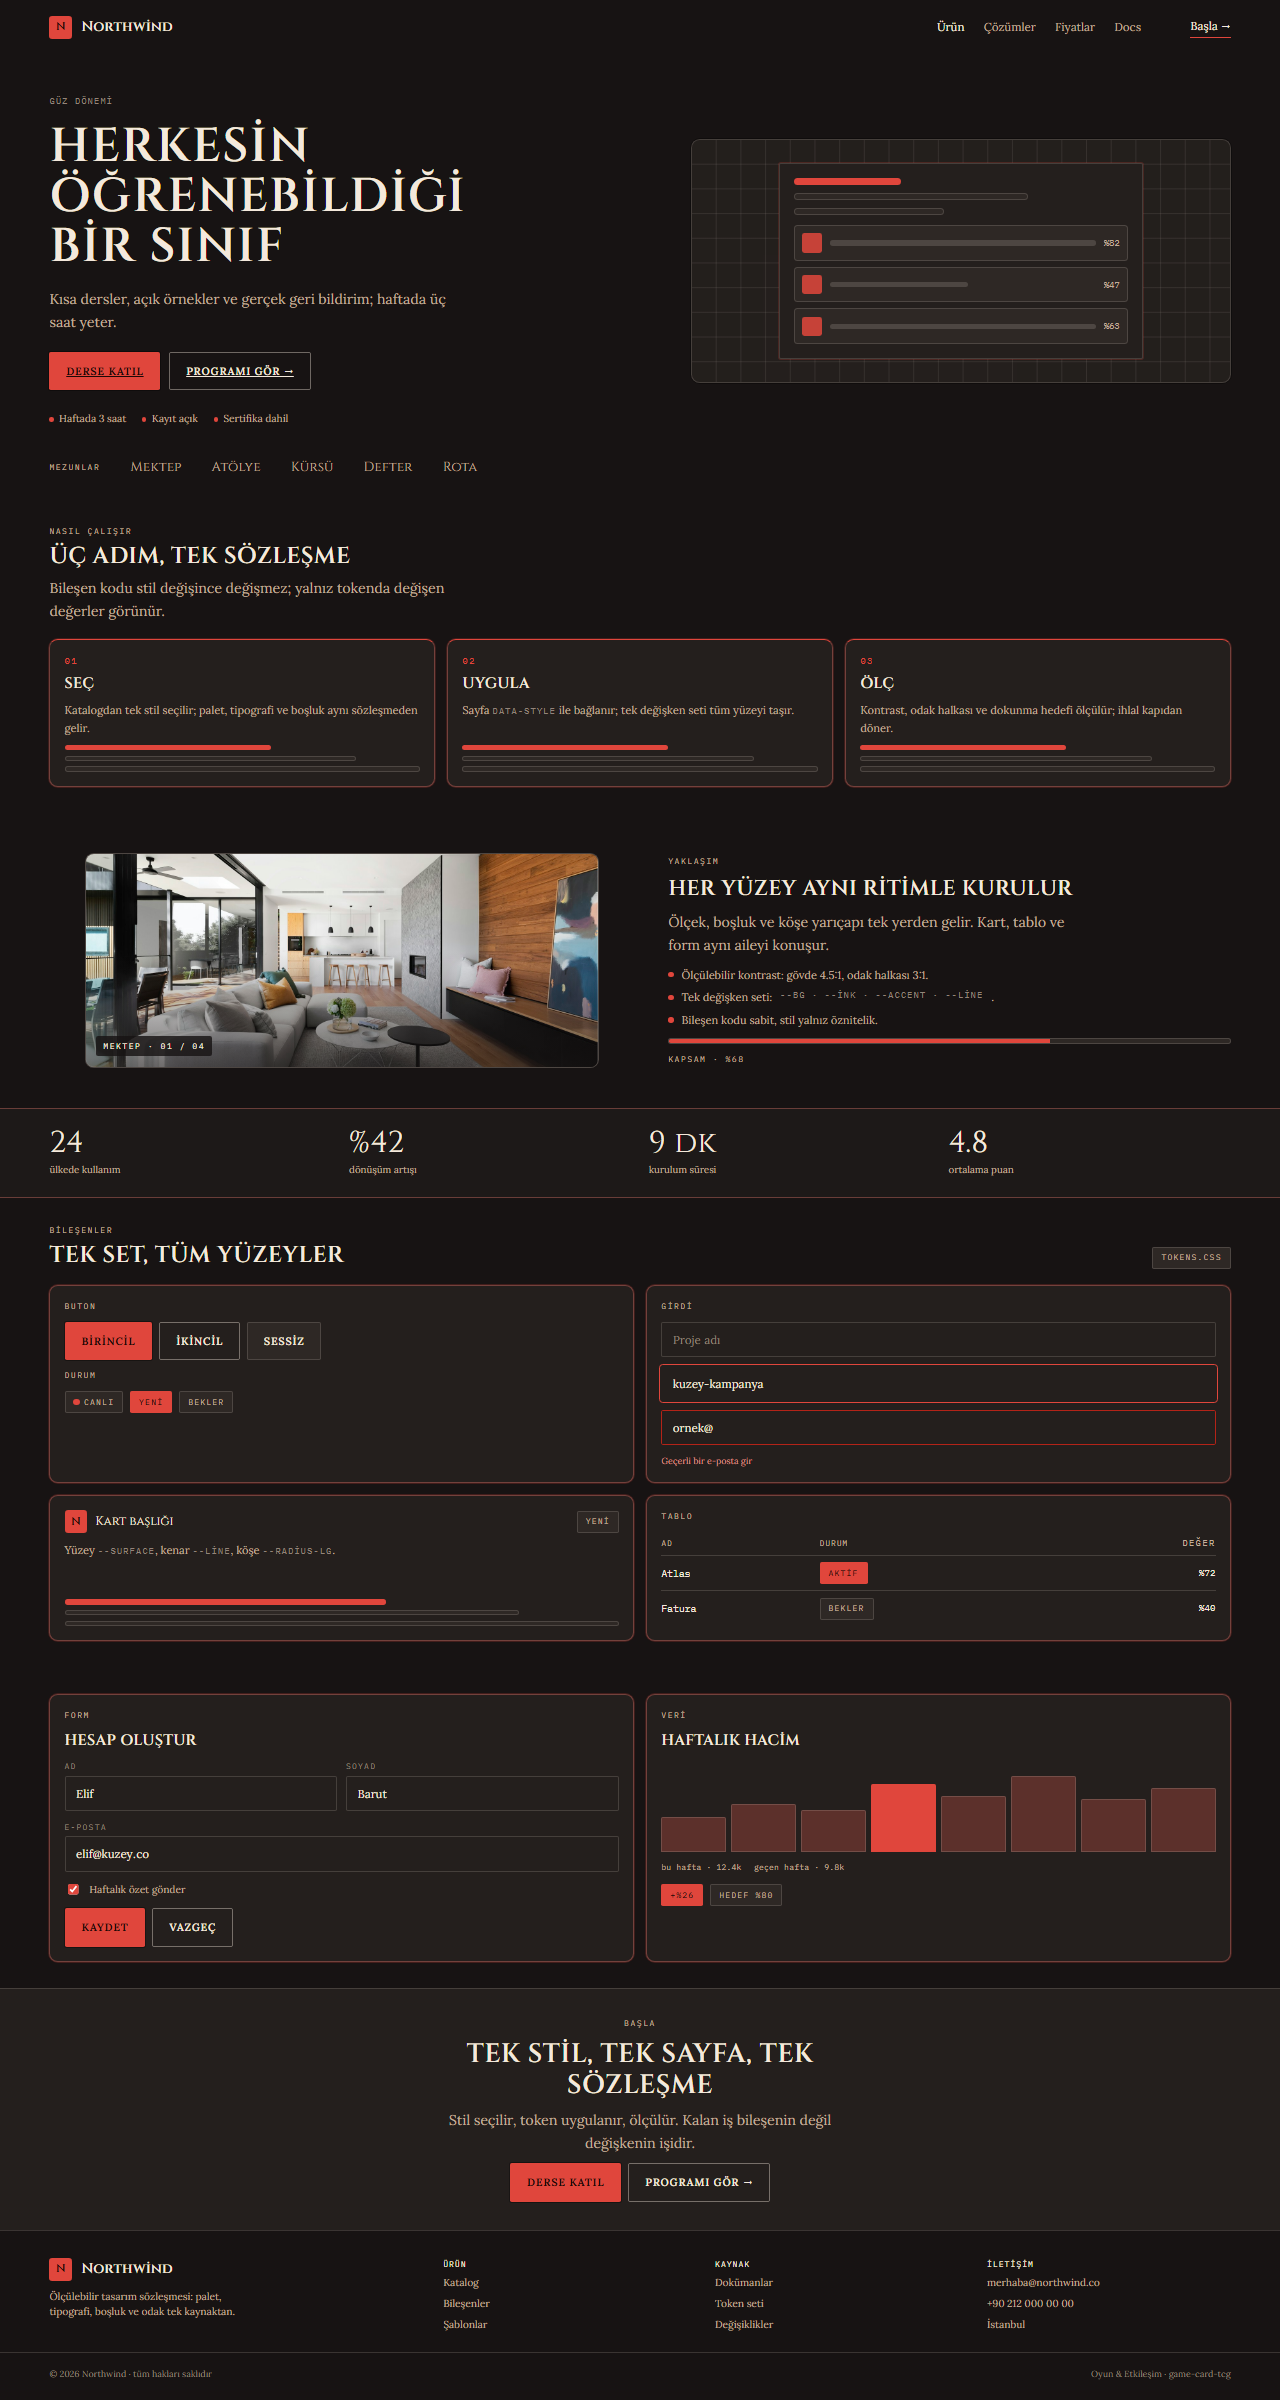 N Northwind
Ürün Çözümler Fiyatlar Docs Başla →
GÜZ DÖNEMİ
HERKESİN
ÖĞRENEBİLDİĞİ
BİR SINIF
Kısa dersler, açık örnekler ve gerçek geri bildirim; haftada üç
saat yeter.
DERSE KATIL PROGRAMI GÖR →
Haftada 3 saat Kayıt açık Sertifika dahil
%82
%47
%63
MEZUNLAR Mektep Atölye Kürsü Defter Rota
NASIL ÇALIŞIR
ÜÇ ADIM, TEK SÖZLEŞME
Bileşen kodu stil değişince değişmez; yalnız tokenda değişen
değerler görünür.
01
SEÇ
Katalogdan tek stil seçilir; palet, tipografi ve boşluk aynı sözleşmeden
gelir.
02
UYGULA
Sayfa DATA-STYLE ile bağlanır; tek değişken seti tüm yüzeyi taşır.
03
ÖLÇ
Kontrast, odak halkası ve dokunma hedefi ölçülür; ihlal kapıdan
döner.
MEKTEP · 01 / 04
YAKLAŞIM
HER YÜZEY AYNI RİTİMLE KURULUR
Ölçek, boşluk ve köşe yarıçapı tek yerden gelir. Kart, tablo ve
form aynı aileyi konuşur.
Ölçülebilir kontrast: gövde 4.5:1, odak halkası 3:1.
Tek değişken seti: --BG · --İNK · --ACCENT · --LİNE .
Bileşen kodu sabit, stil yalnız öznitelik.
KAPSAM · %68
24
ülkede kullanım
%42
dönüşüm artışı
9 DK
kurulum süresi
4.8
ortalama puan
BİLEŞENLER
TEK SET, TÜM YÜZEYLER
TOKENS.CSS
BUTON
BİRİNCİL İKİNCİL SESSİZ
DURUM
CANLI YENİ BEKLER
GİRDİ
Proje adı
kuzey-kampanya
ornek@
Geçerli bir e-posta gir
N Kart başlığı YENİ
Yüzey --SURFACE, kenar --LİNE, köşe --RADİUS-LG.
TABLO
AD DURUM DEĞER
Atlas AKTİF %72
Fatura BEKLER %40
FORM
HESAP OLUŞTUR
AD SOYAD
Elif Barut
E-POSTA
elif@kuzey.co
Haftalık özet gönder
KAYDET VAZGEÇ
VERİ
HAFTALIK HACİM
bu hafta · 12.4k geçen hafta · 9.8k
+%26 HEDEF %80
BAŞLA
TEK STİL, TEK SAYFA, TEK
SÖZLEŞME
Stil seçilir, token uygulanır, ölçülür. Kalan iş bileşenin değil
değişkenin işidir.
DERSE KATIL PROGRAMI GÖR →
N Northwind
Ölçülebilir tasarım sözleşmesi: palet,
tipografi, boşluk ve odak tek kaynaktan.
ÜRÜN
Katalog
Bileşenler
Şablonlar
KAYNAK
Dokümanlar
Token seti
Değişiklikler
İLETİŞİM
merhaba@northwind.co
+90 212 000 00 00
İstanbul
© 2026 Northwind · tüm hakları saklıdır
Oyun & Etkileşim · game-card-tcg